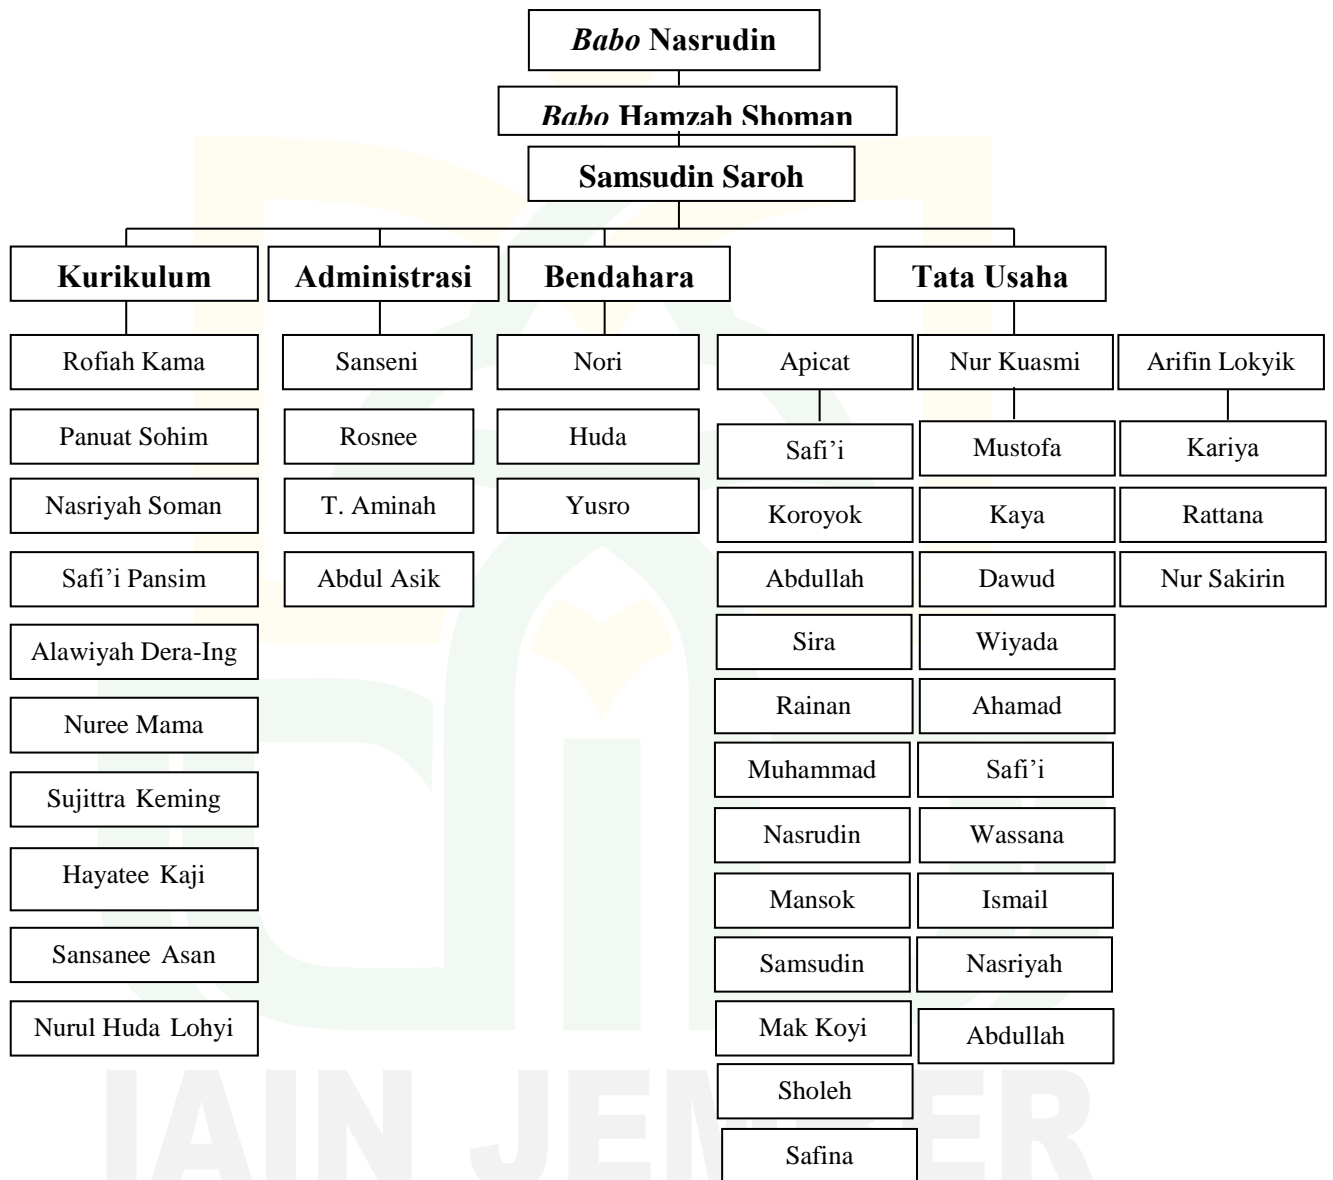 Babo Nasrudin
Babo Hamzah Shoman
Samsudin Saroh
Kurikulum
Administrasi
Bendahara
Tata Usaha
Rofiah Kama
Panuat Sohim
Nasriyah Soman
Safi’i Pansim
Alawiyah Dera-Ing
Nuree Mama
Sujittra Keming
Hayatee Kaji
Sansanee Asan
Nurul Huda Lohyi
Sanseni
Rosnee
T. Aminah
Abdul Asik
Nori
Huda
Yusro
Apicat
Safi’i
Koroyok
Abdullah
Sira
Rainan
Muhammad
Nasrudin
Mansok
Samsudin
Mak Koyi
Sholeh
Safina
Nur Kuasmi
Mustofa
Kaya
Dawud
Wiyada
Ahamad
Safi’i
Wassana
Ismail
Nasriyah
Abdullah
Arifin Lokyik
Kariya
Rattana
Nur Sakirin
IAIN JEMBER